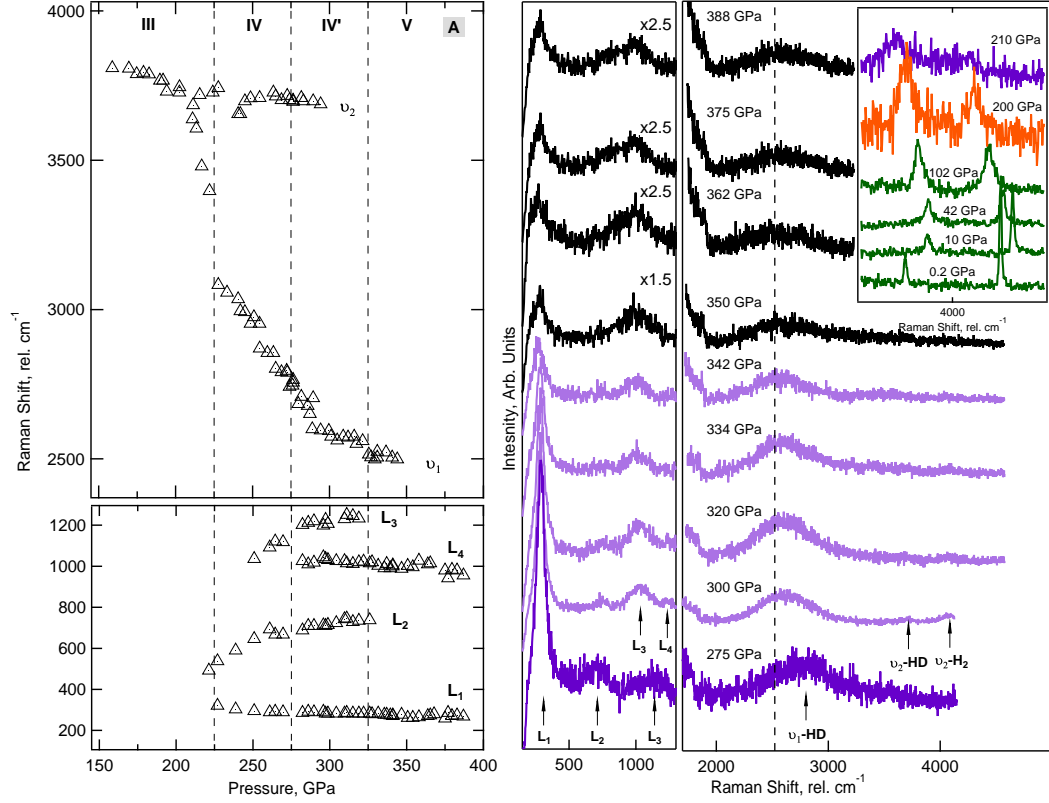 III IV IV' V A
4000
3500
3000
2500
υ2
υ1
Raman Shift, rel. cm-1
1200
1000
800
600
400
200
L3
L4
L2
L1
150 200 250 300 350 400
Pressure, GPa
Intesnity, Arb. Units
x2.5
x2.5
x2.5
x1.5
L3 L4
L1 L2 L3
500 1000
388 GPa
375 GPa
362 GPa
350 GPa
342 GPa
334 GPa
320 GPa
300 GPa
275 GPa
υ2-HD υ2-H2
υ1-HD
2000 3000 4000
Raman Shift, rel. cm-1
210 GPa
200 GPa
102 GPa
42 GPa
10 GPa
0.2 GPa
4000
Raman Shift, rel. cm-1